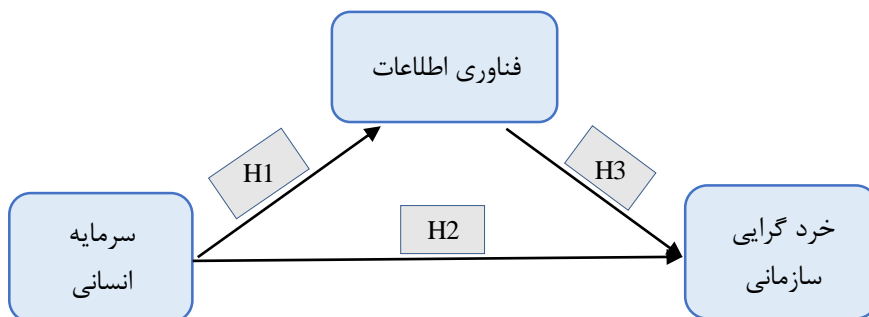 فناوری اطلاعات
H1
H3
سرمایه
انسانی
H2
خرد گرایی
سازمانی